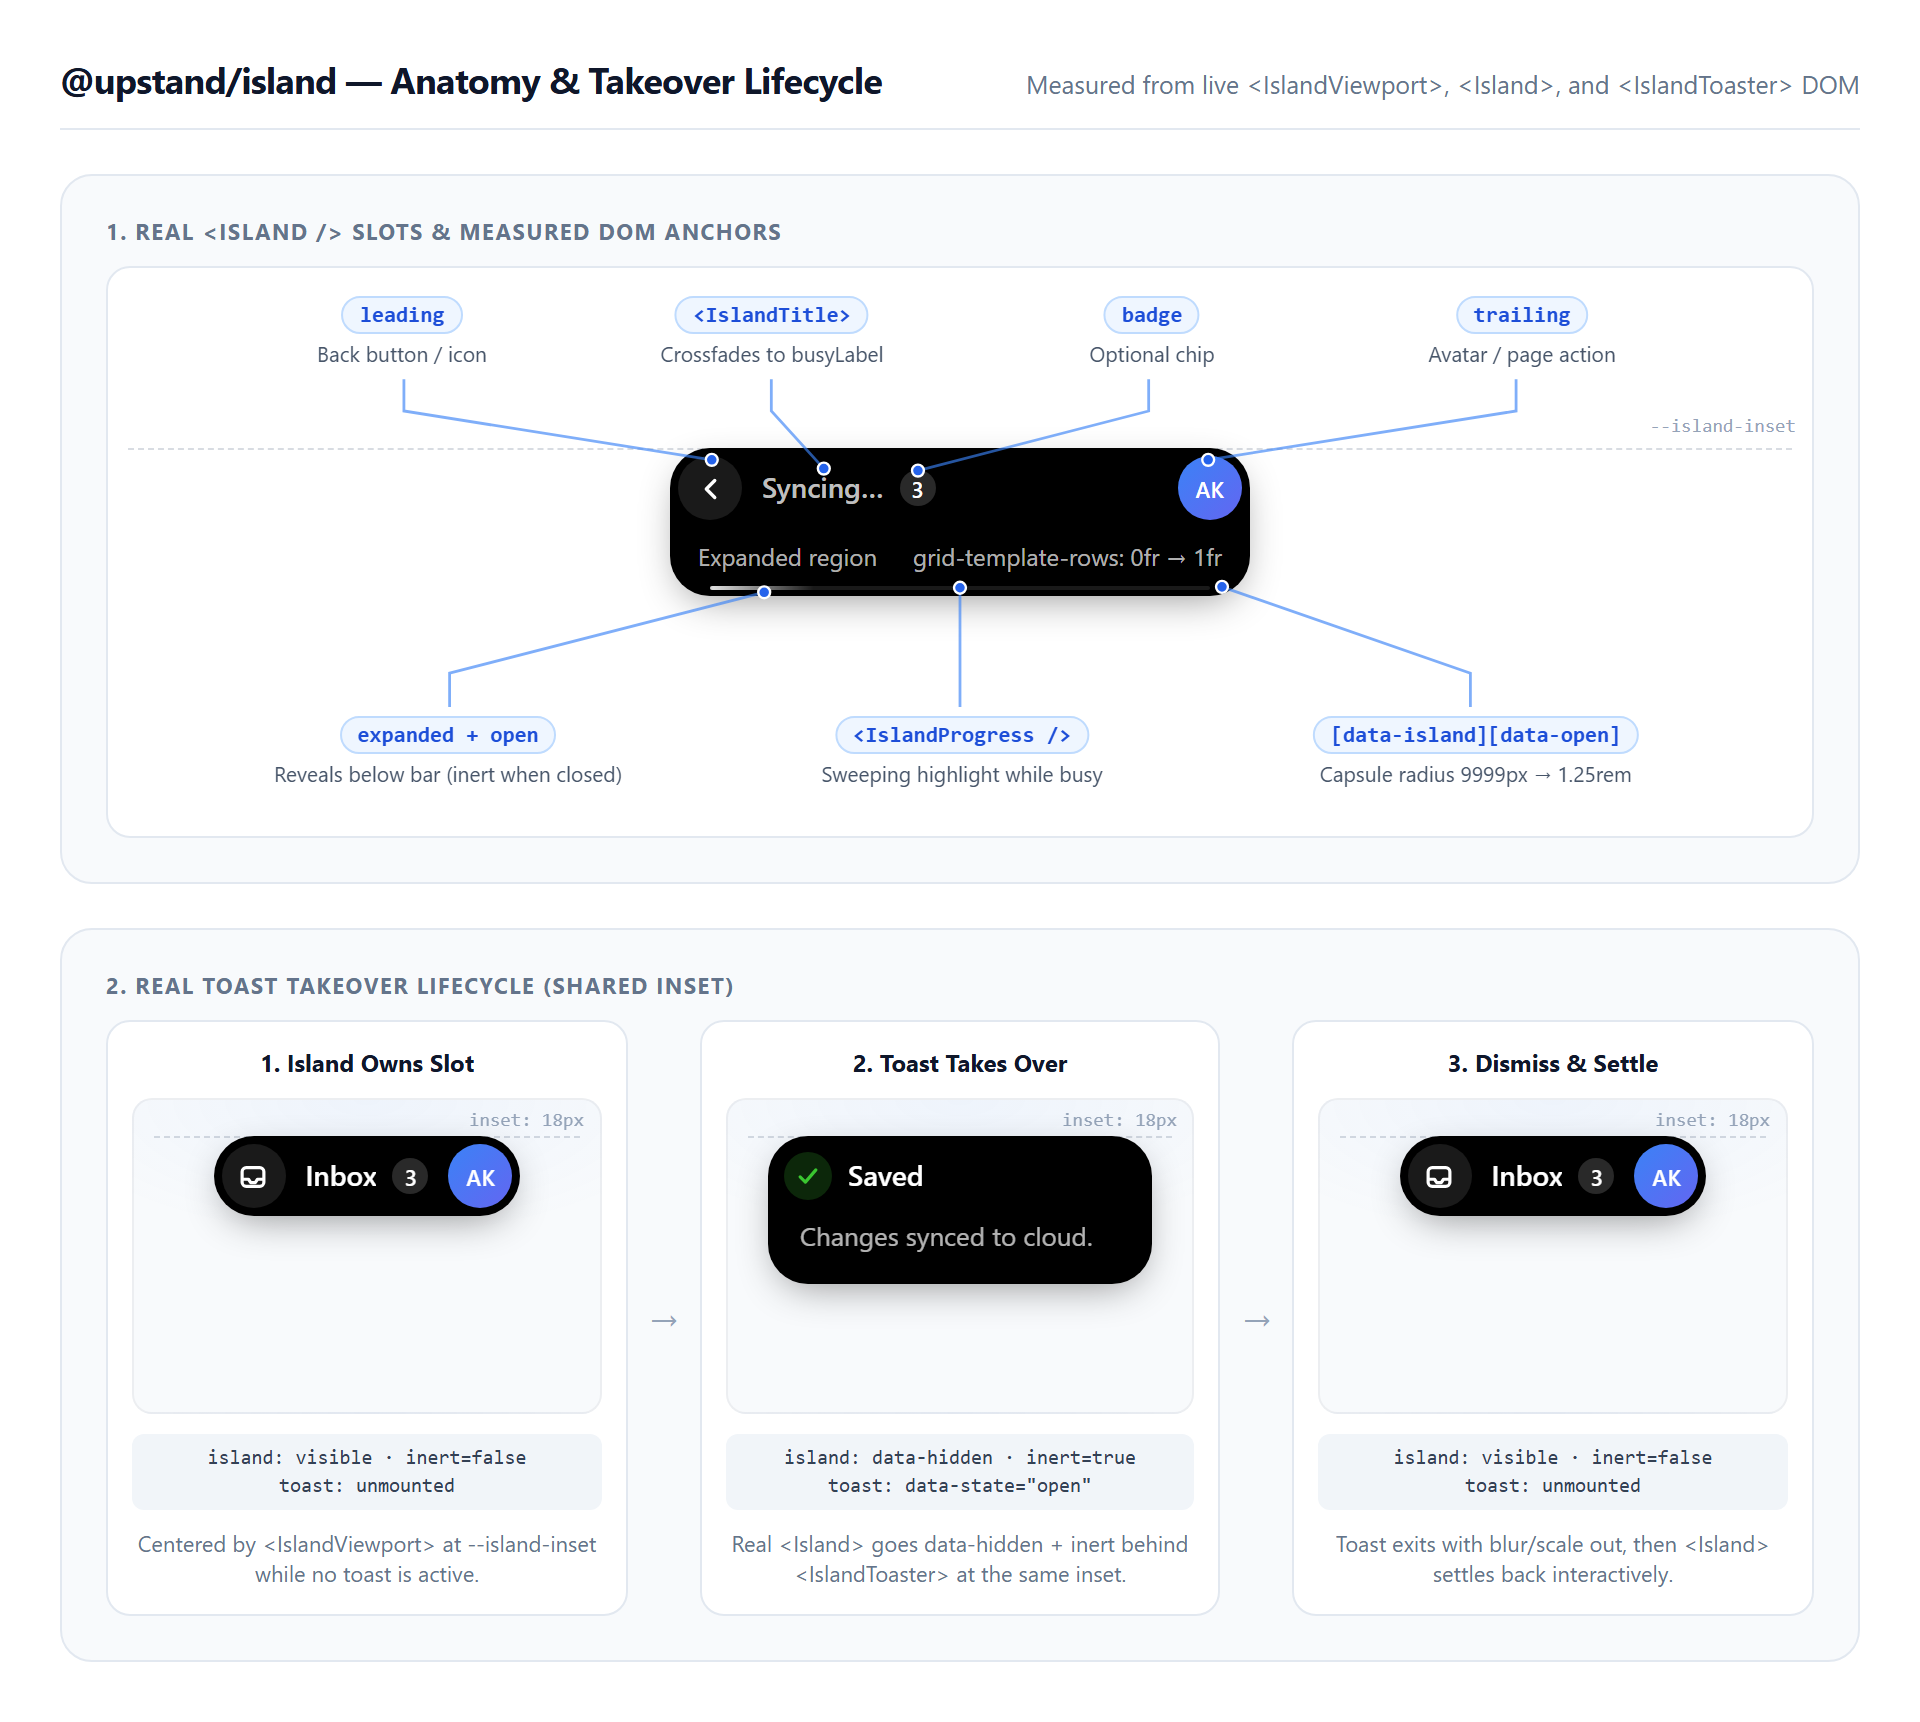 @upstand/island — Anatomy & Takeover Lifecycle
Measured from live <IslandViewport>, <Island>, and <IslandToaster> DOM
1. REAL <ISLAND /> SLOTS & MEASURED DOM ANCHORS
leading
Back button / icon
<IslandTitle>
Crossfades to busyLabel
badge
Optional chip
trailing
Avatar / page action
--island-inset
Syncing...
3
AK
Expanded region
grid-template-rows: 0fr → 1fr
expanded + open
Reveals below bar (inert when closed)
<IslandProgress />
Sweeping highlight while busy
[data-island][data-open]
Capsule radius 9999px → 1.25rem
2. REAL TOAST TAKEOVER LIFECYCLE (SHARED INSET)
1. Island Owns Slot
inset: 18px
Inbox
3
AK
island: visible · inert=false
toast: unmounted
Centered by <IslandViewport> at --island-inset
while no toast is active.
→
2. Toast Takes Over
inset: 18px
Saved
Changes synced to cloud.
island: data-hidden · inert=true
toast: data-state="open"
Real <Island> goes data-hidden + inert behind
<IslandToaster> at the same inset.
→
3. Dismiss & Settle
inset: 18px
Inbox
3
AK
island: visible · inert=false
toast: unmounted
Toast exits with blur/scale out, then <Island>
settles back interactively.